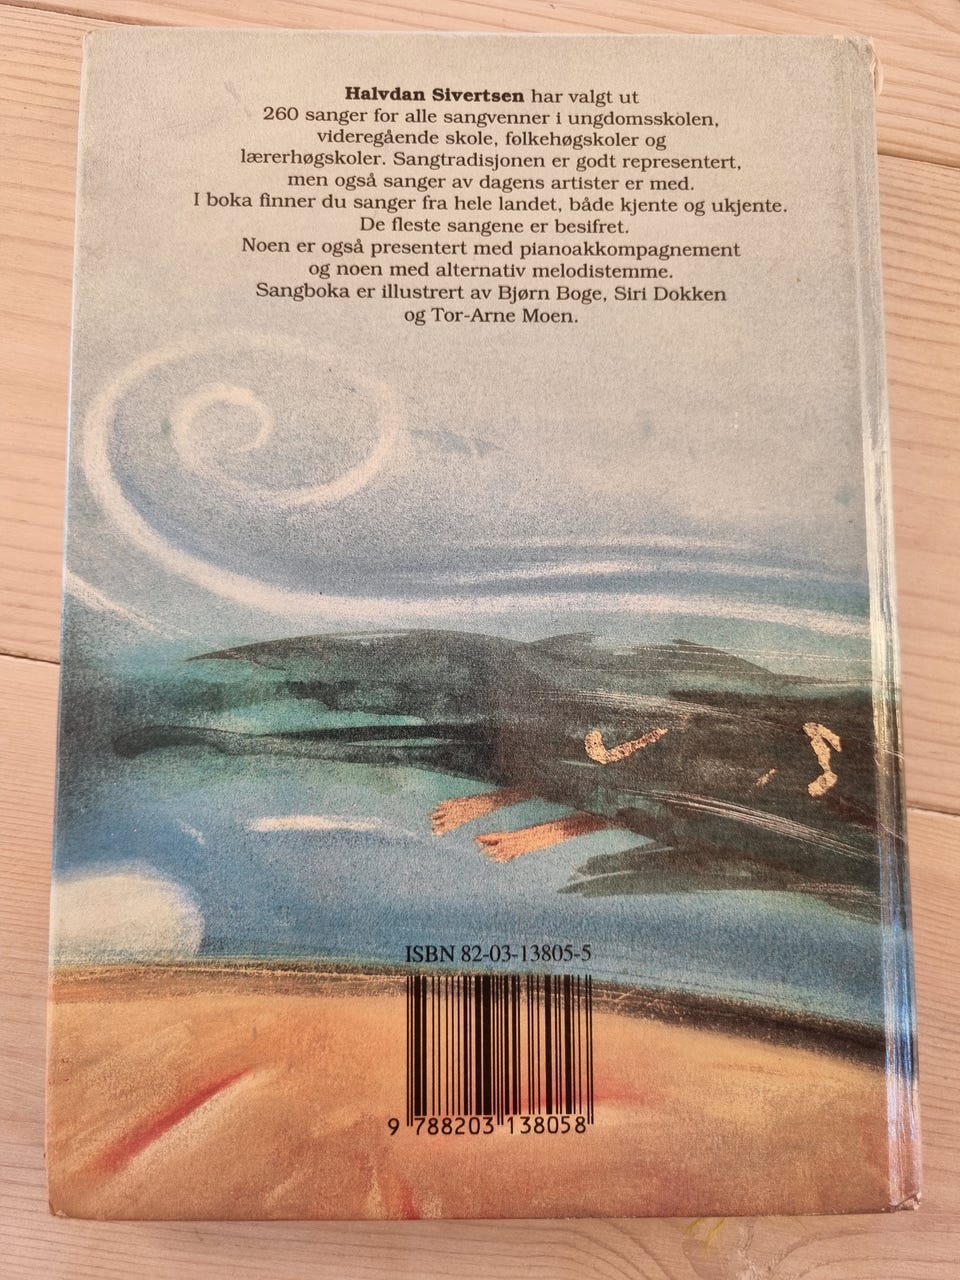 Halvdan Sivertsen har valgt ut
260 sanger for alle sangvenner i ungdomsskolen,
videregående skole, folkehøgskoler og
lærerhøgskoler. Sangtradisjonen er godt representert,
men også sanger av dagens artister er med.
I boka finner du sanger fra hele landet, både kjente og ukjente.
De fleste sangene er besifret.
Noen er også presentert med pianoakkompagnement
og noen med alternativ melodistemme.
Sangboka er illustrert av Bjørn Boge, Siri Dokken
og Tor-Arne Moen.
ISBN 82-03-13805-5
9 788203 138058